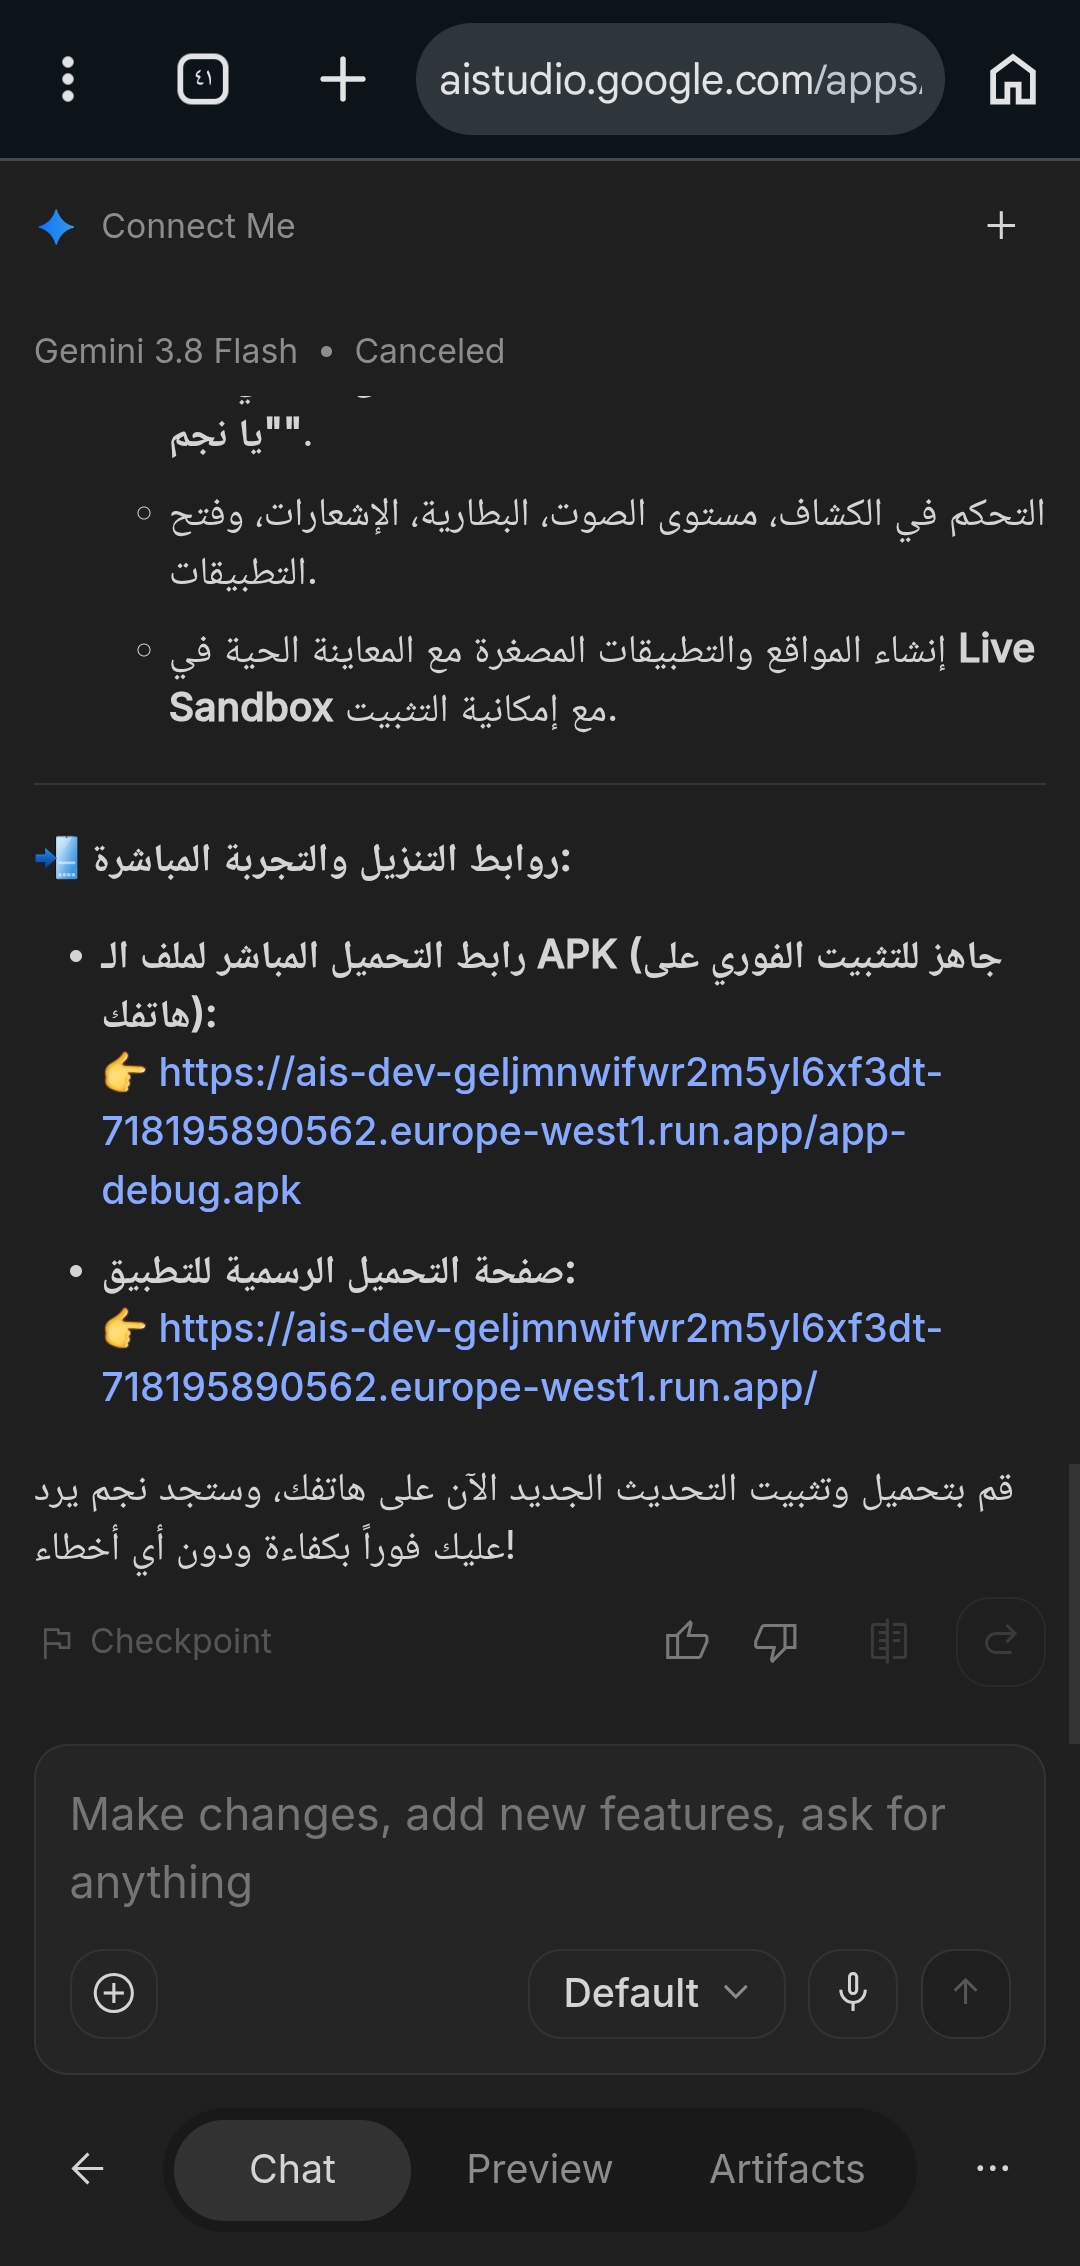 ٤١
aistudio.google.com/apps
Connect Me
Gemini 3.8 Flash • Canceled
يا نجم"".
التحكم في الكشاف، مستوى الصوت، البطارية، الإشعارات، وفتح
التطبيقات.
إنشاء المواقع والتطبيقات المصغرة مع المعاينة الحية في Live
Sandbox مع إمكانية التثبيت.
روابط التنزيل والتجربة المباشرة:
رابط التحميل المباشر لملف الـ APK (جاهز للتثبيت الفوري على
هاتفك):
👉 https://ais-dev-geljmnwifwr2m5yl6xf3dt-
718195890562.europe-west1.run.app/app-
debug.apk
صفحة التحميل الرسمية للتطبيق:
👉 https://ais-dev-geljmnwifwr2m5yl6xf3dt-
718195890562.europe-west1.run.app/
قم بتحميل وتثبيت التحديث الجديد الآن على هاتفك، وستجد نجم يرد
عليك فوراً بكفاءة ودون أي أخطاء!
Checkpoint
Make changes, add new features, ask for
anything
Default
Chat Preview Artifacts